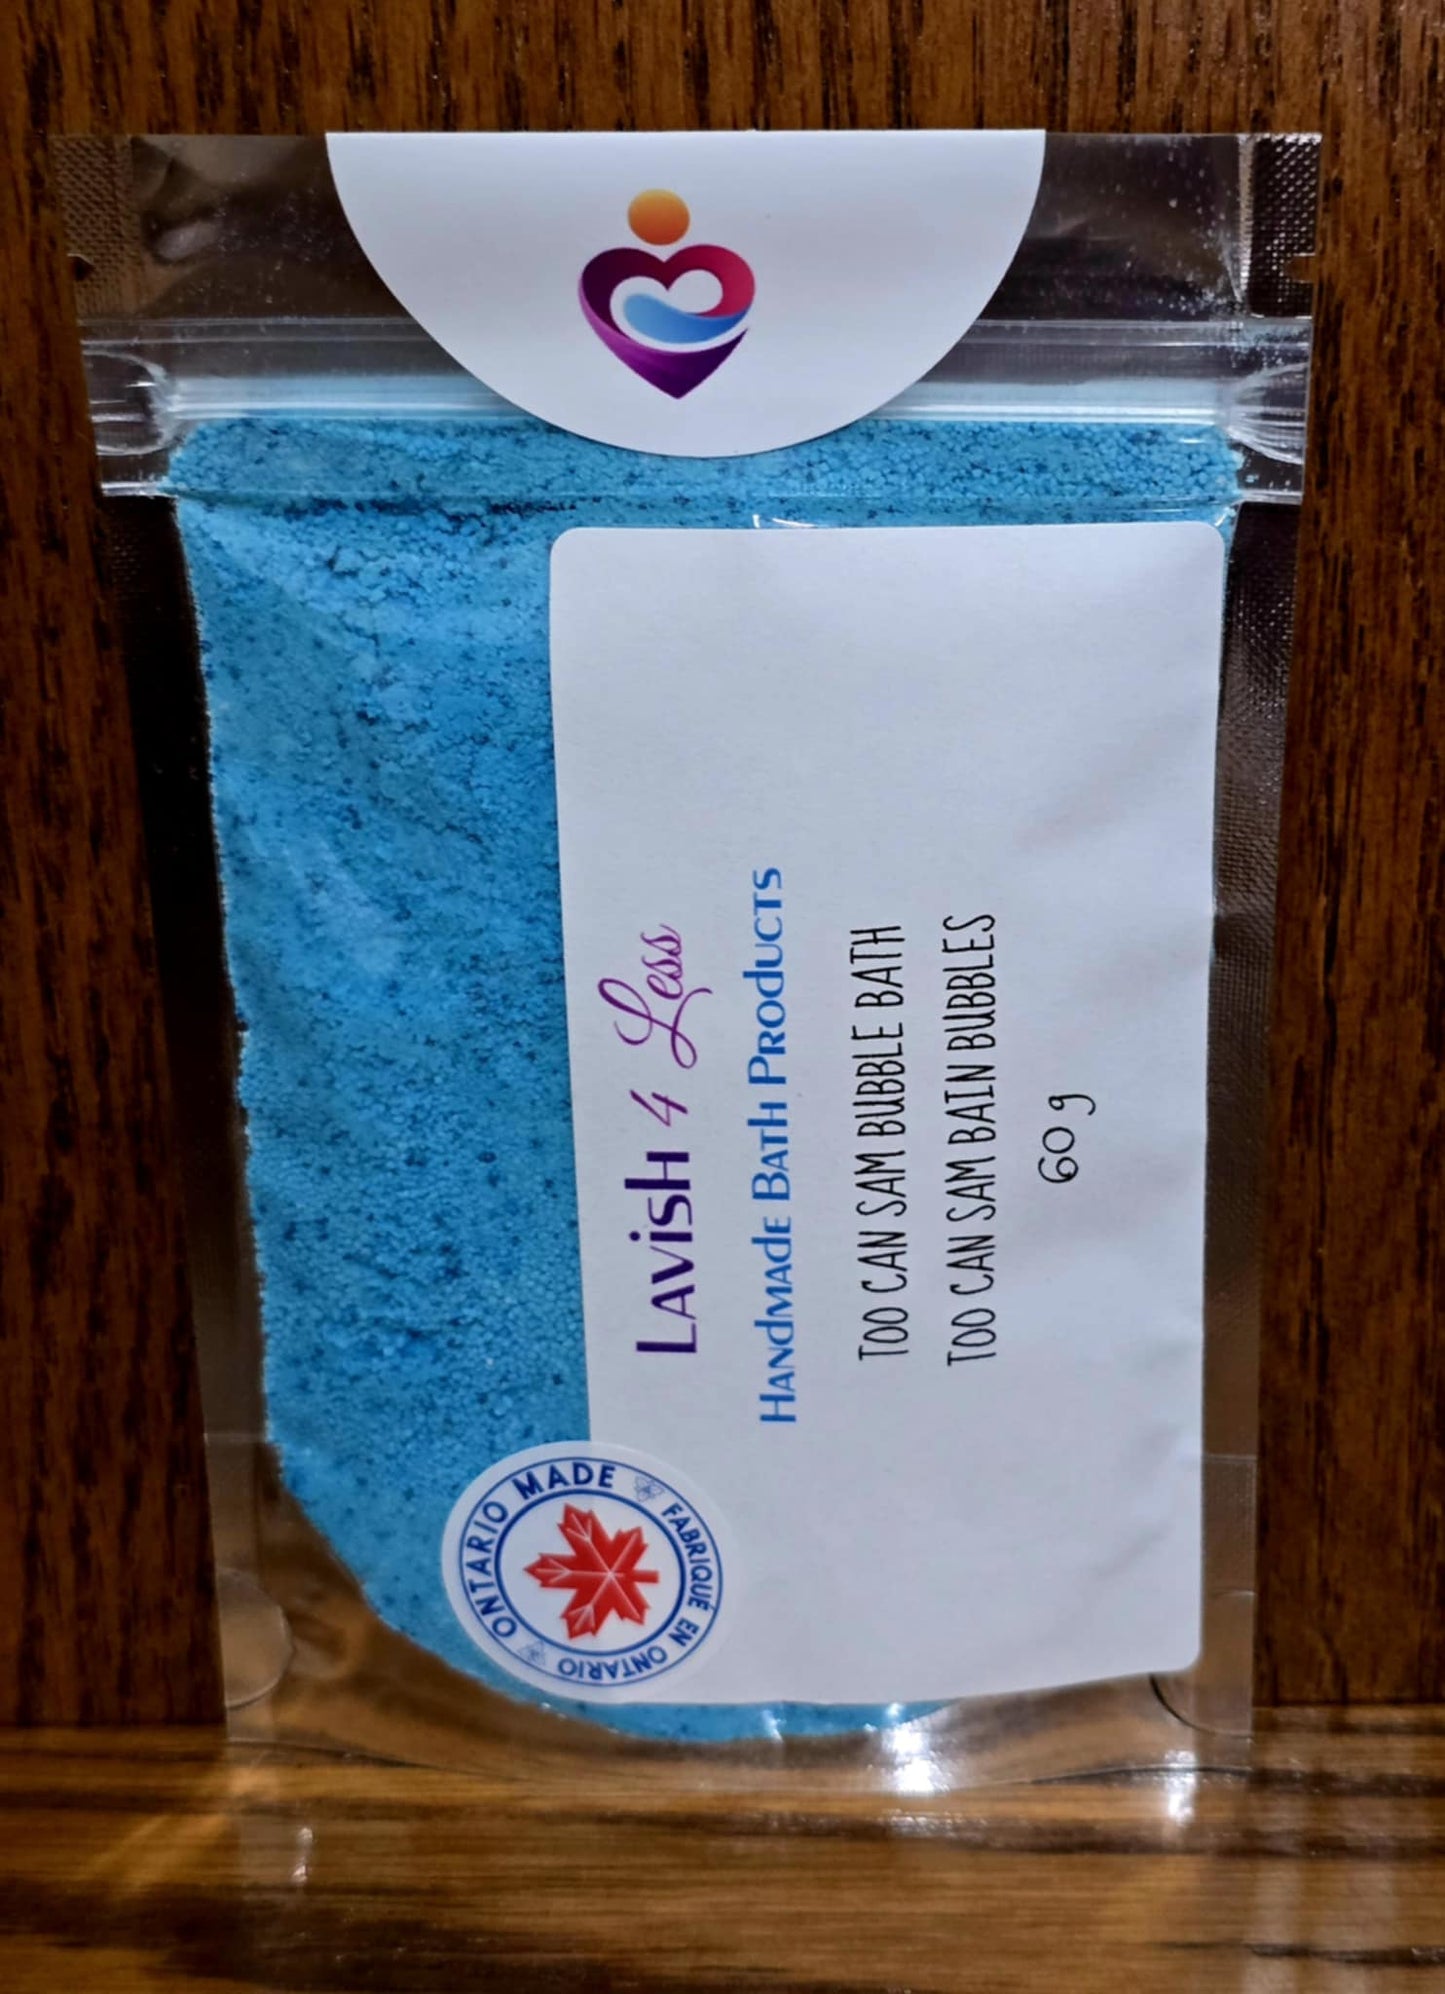 Lavish 4 Less
Handmade Bath Products
TOO CAN SAM BUBBLE BATH
TOO CAN SAM BAIN BUBBLES
60 g
ONTARIO MADE
FABRIQUÉ EN ONTARIO